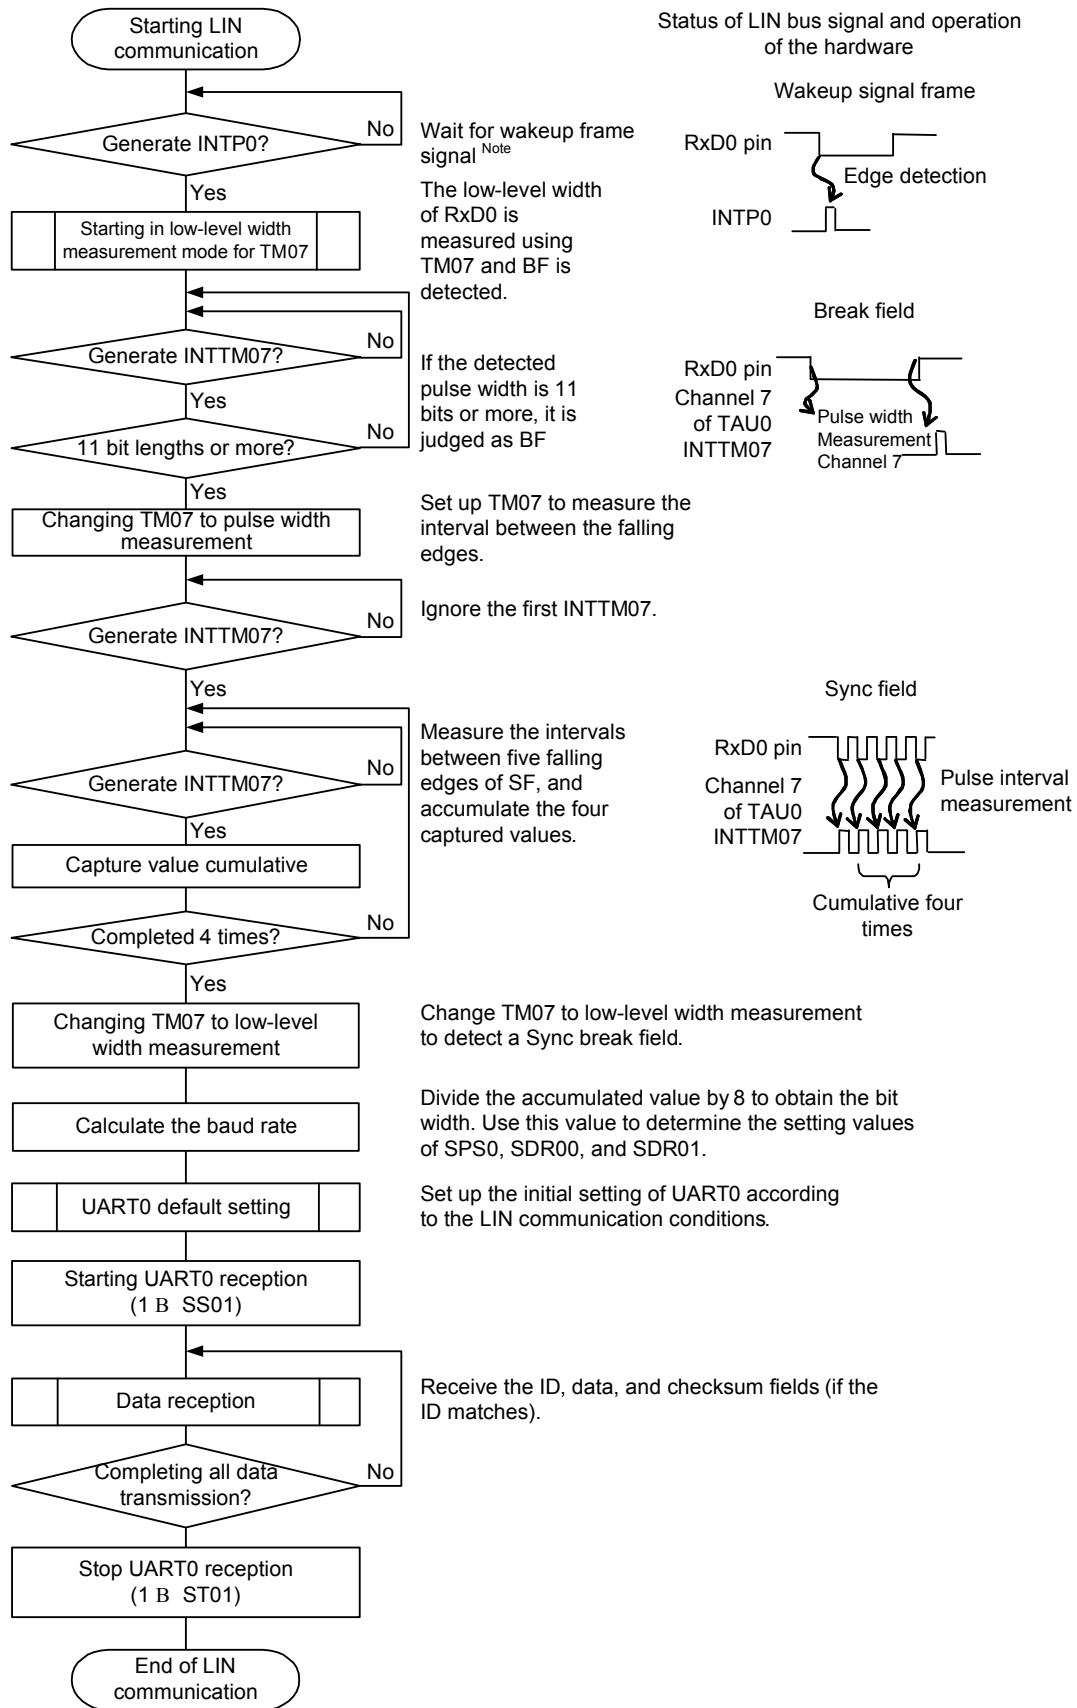 Starting LIN
communication
Status of LIN bus signal and operation
of the hardware
Generate INTP0?
No
Yes
Wait for wakeup frame
signal Note
Wakeup signal frame
RxD0 pin
Edge detection
INTP0
Starting in low-level width
measurement mode for TM07
The low-level width
of RxD0 is
measured using
TM07 and BF is
detected.
Generate INTTM07?
No
Yes
11 bit lengths or more?
No
Yes
If the detected
pulse width is 11
bits or more, it is
judged as BF
Break field
RxD0 pin
Channel 7
of TAU0
INTTM07
Pulse width
Measurement
Channel 7
Changing TM07 to pulse width
measurement
Set up TM07 to measure the
interval between the falling
edges.
Generate INTTM07?
No
Yes
Ignore the first INTTM07.
Generate INTTM07?
No
Yes
Capture value cumulative
Completed 4 times?
No
Yes
Measure the intervals
between five falling
edges of SF, and
accumulate the four
captured values.
Sync field
RxD0 pin
Channel 7
of TAU0
INTTM07
Pulse interval
measurement
Cumulative four
times
Changing TM07 to low-level
width measurement
Change TM07 to low-level width measurement
to detect a Sync break field.
Calculate the baud rate
Divide the accumulated value by 8 to obtain the bit
width. Use this value to determine the setting values
of SPS0, SDR00, and SDR01.
UART0 default setting
Set up the initial setting of UART0 according
to the LIN communication conditions.
Starting UART0 reception
(1 B SS01)
Data reception
Receive the ID, data, and checksum fields (if the
ID matches).
Completing all data
transmission?
No
Stop UART0 reception
(1 B ST01)
End of LIN
communication